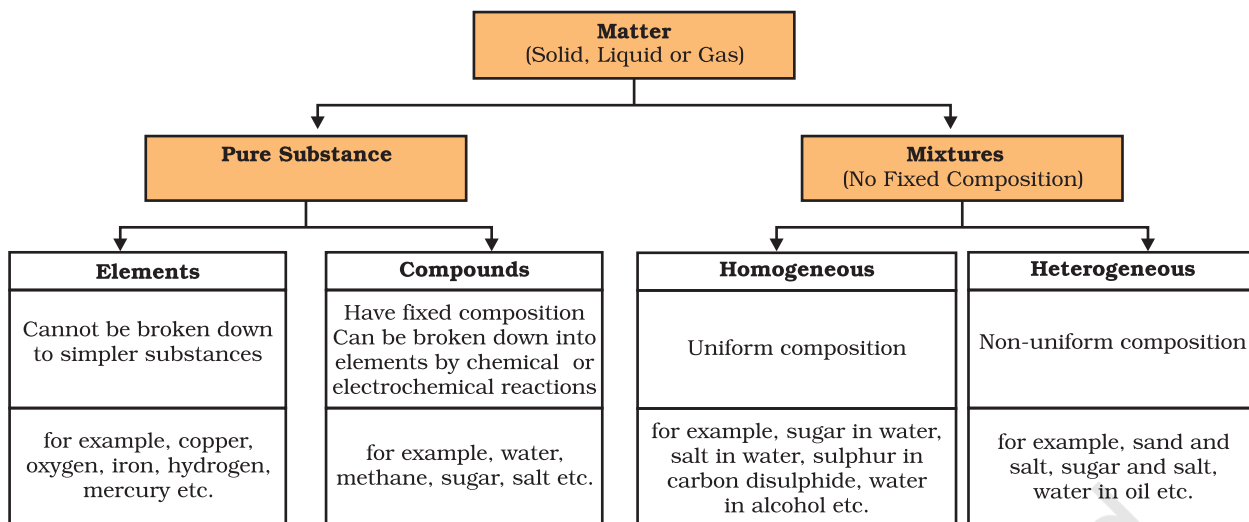 Matter
(Solid, Liquid or Gas)
Pure Substance
Mixtures
(No Fixed Composition)
Elements
Cannot be broken down
to simpler substances
for example, copper,
oxygen, iron, hydrogen,
mercury etc.
Compounds
Have fixed composition
Can be broken down into
elements by chemical or
electrochemical reactions
for example, water,
methane, sugar, salt etc.
Homogeneous
Uniform composition
for example, sugar in water,
salt in water, sulphur in
carbon disulphide, water
in alcohol etc.
Heterogeneous
Non-uniform composition
for example, sand and
salt, sugar and salt,
water in oil etc.